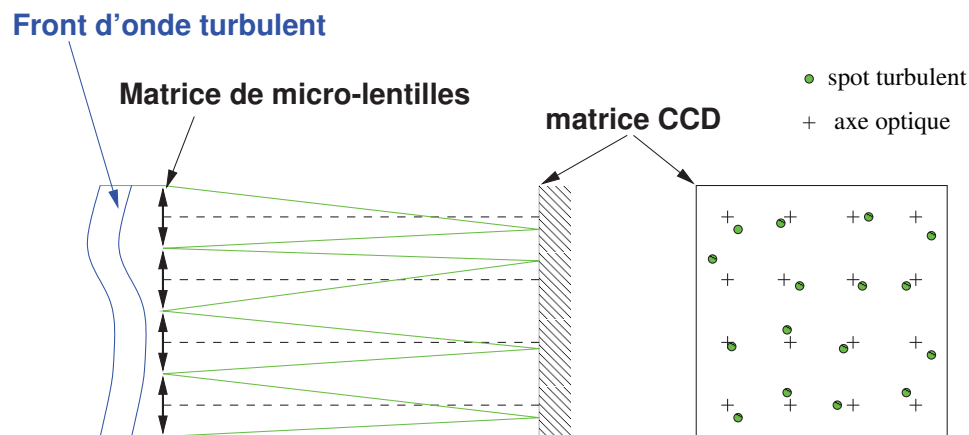 Front d'onde turbulent
Matrice de micro-lentilles
matrice CCD
spot turbulent
axe optique